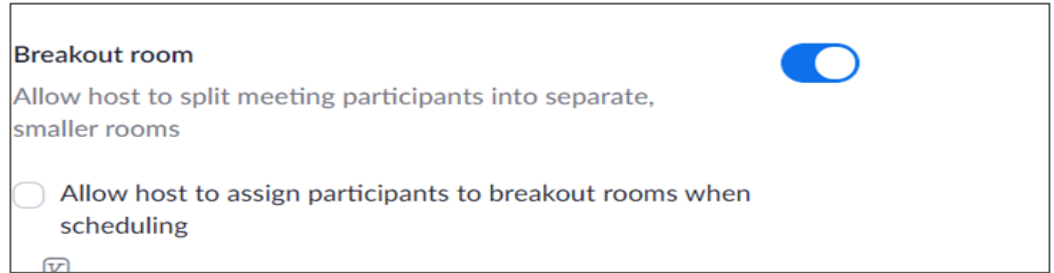 Breakout room
Allow host to split meeting participants into separate,
smaller rooms
Allow host to assign participants to breakout rooms when
scheduling